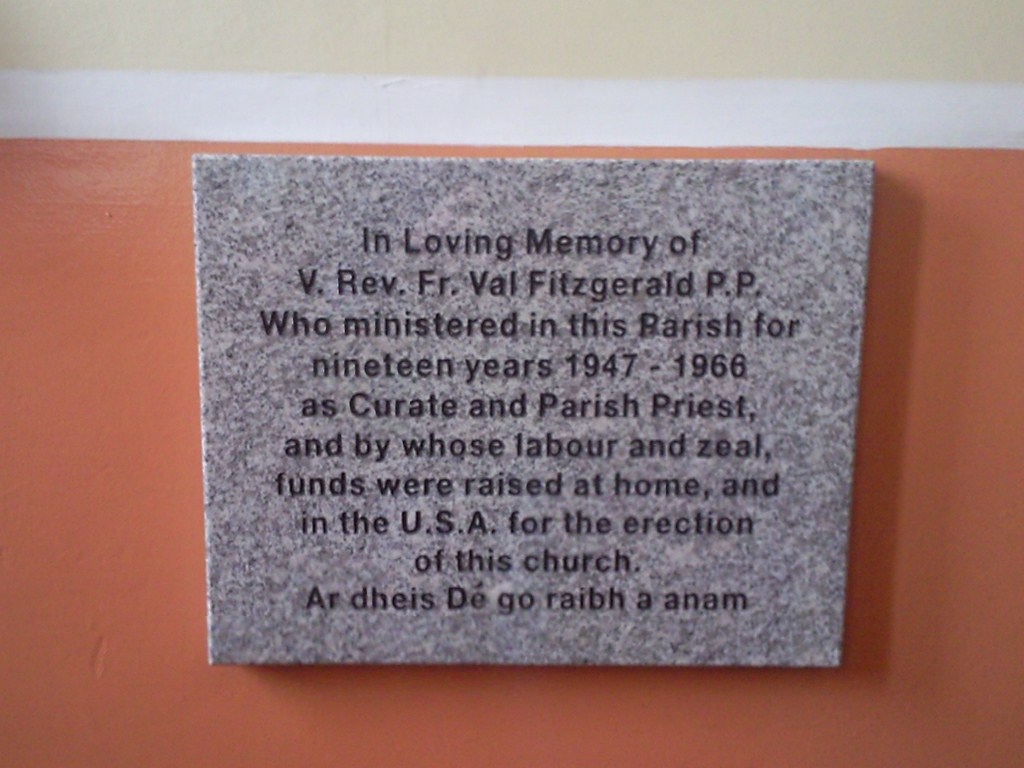 In Loving Memory of
V. Rev. Fr. Val Fitzgerald P.P.
Who ministered in this Parish for
nineteen years 1947 - 1966
as Curate and Parish Priest,
and by whose labour and zeal,
funds were raised at home, and
in the U.S.A. for the erection
of this church.
Ar dheis Dé go raibh a anam